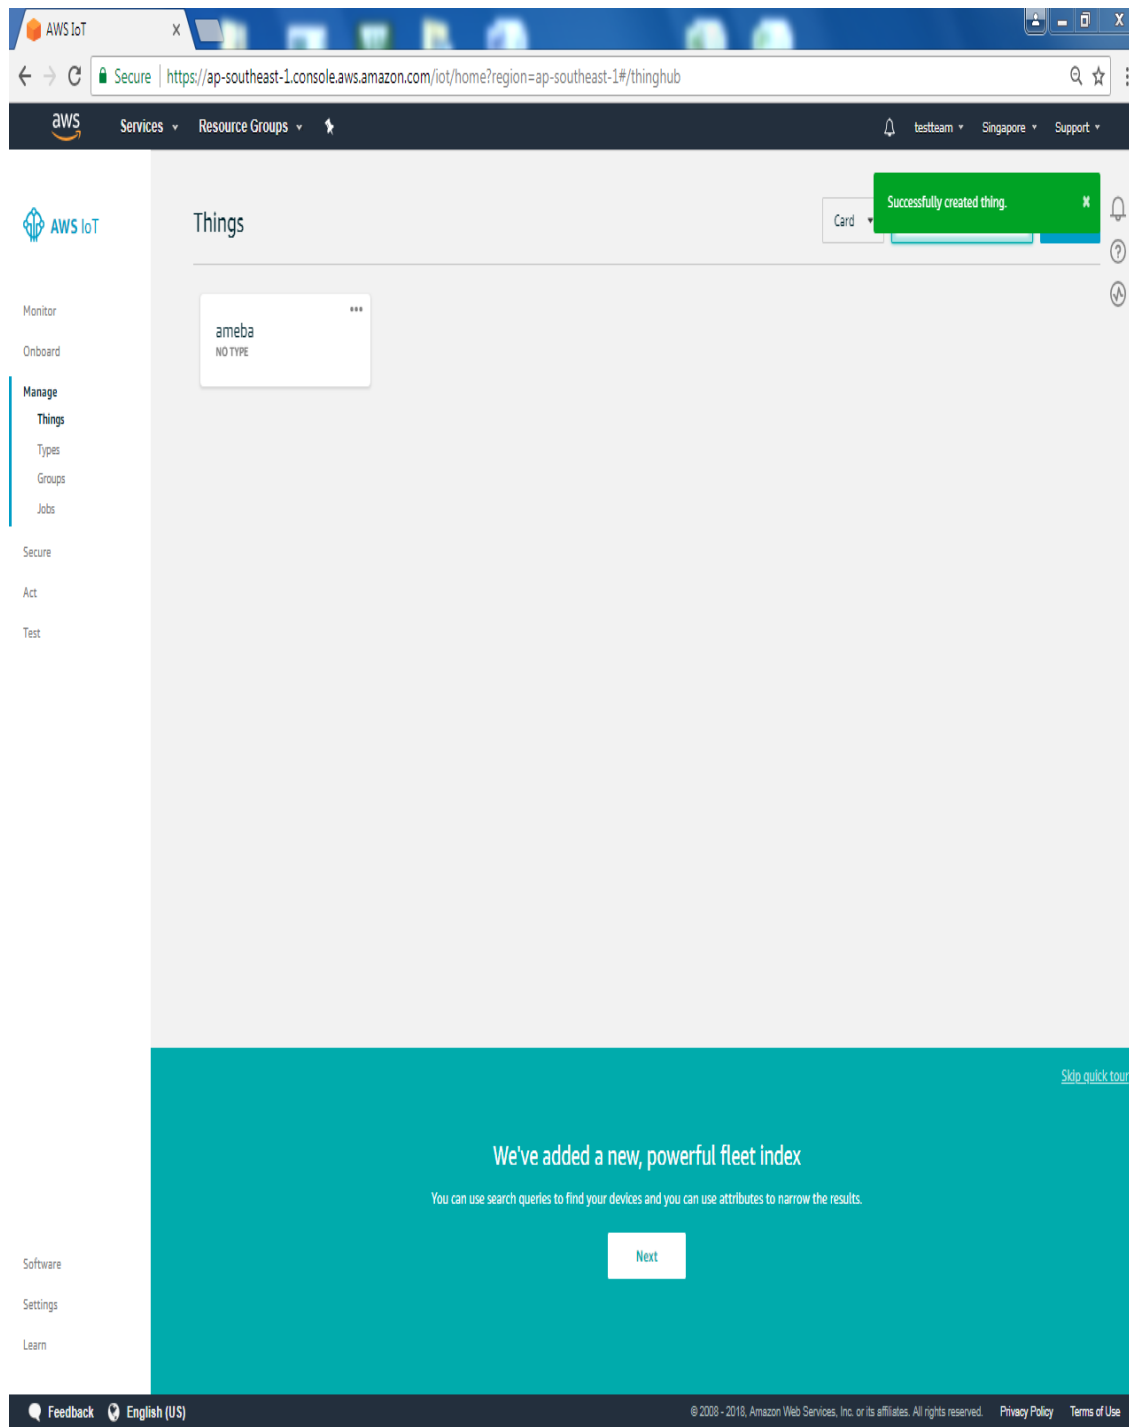 AWS IoT
Secure | https://ap-southeast-1.console.aws.amazon.com/iot/home?region=ap-southeast-1#/thinghub
aws Services Resource Groups testteam Singapore Support
AWS IoT
Things
Card
Successfully created thing.
Monitor
Onboard
Manage
Things
Types
Groups
Jobs
Secure
Act
Test
ameba
NO TYPE
Skip quick tour
We've added a new, powerful fleet index
You can use search queries to find your devices and you can use attributes to narrow the results.
Next
Software
Settings
Learn
Feedback English (US) © 2008 - 2018, Amazon Web Services, Inc. or its affiliates. All rights reserved. Privacy Policy Terms of Use